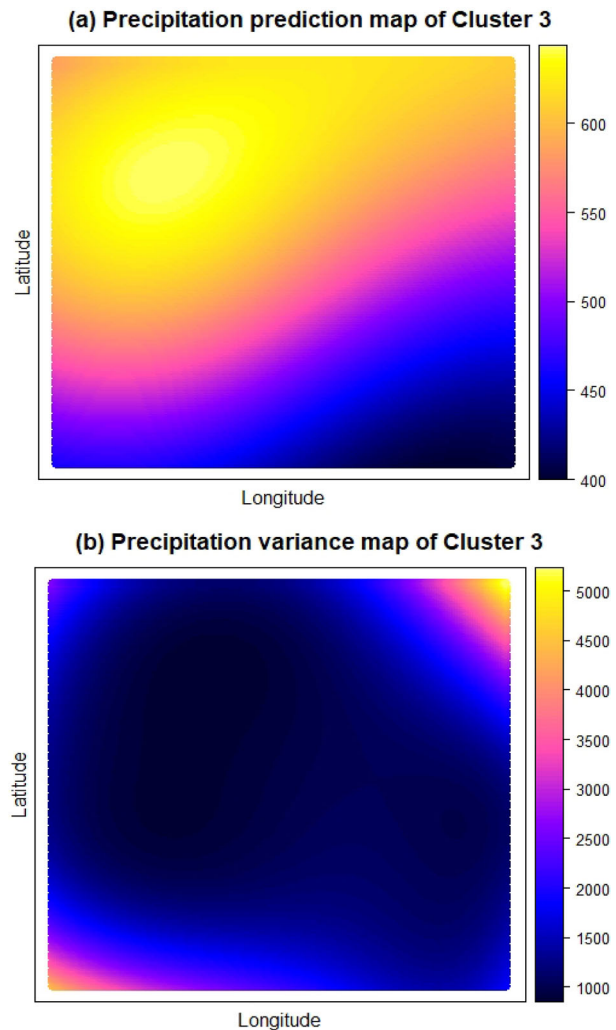 (a) Precipitation prediction map of Cluster 3
600
550
500
450
400
Latitude
Longitude
(b) Precipitation variance map of Cluster 3
5000
4500
4000
3500
3000
2500
2000
1500
1000
Latitude
Longitude